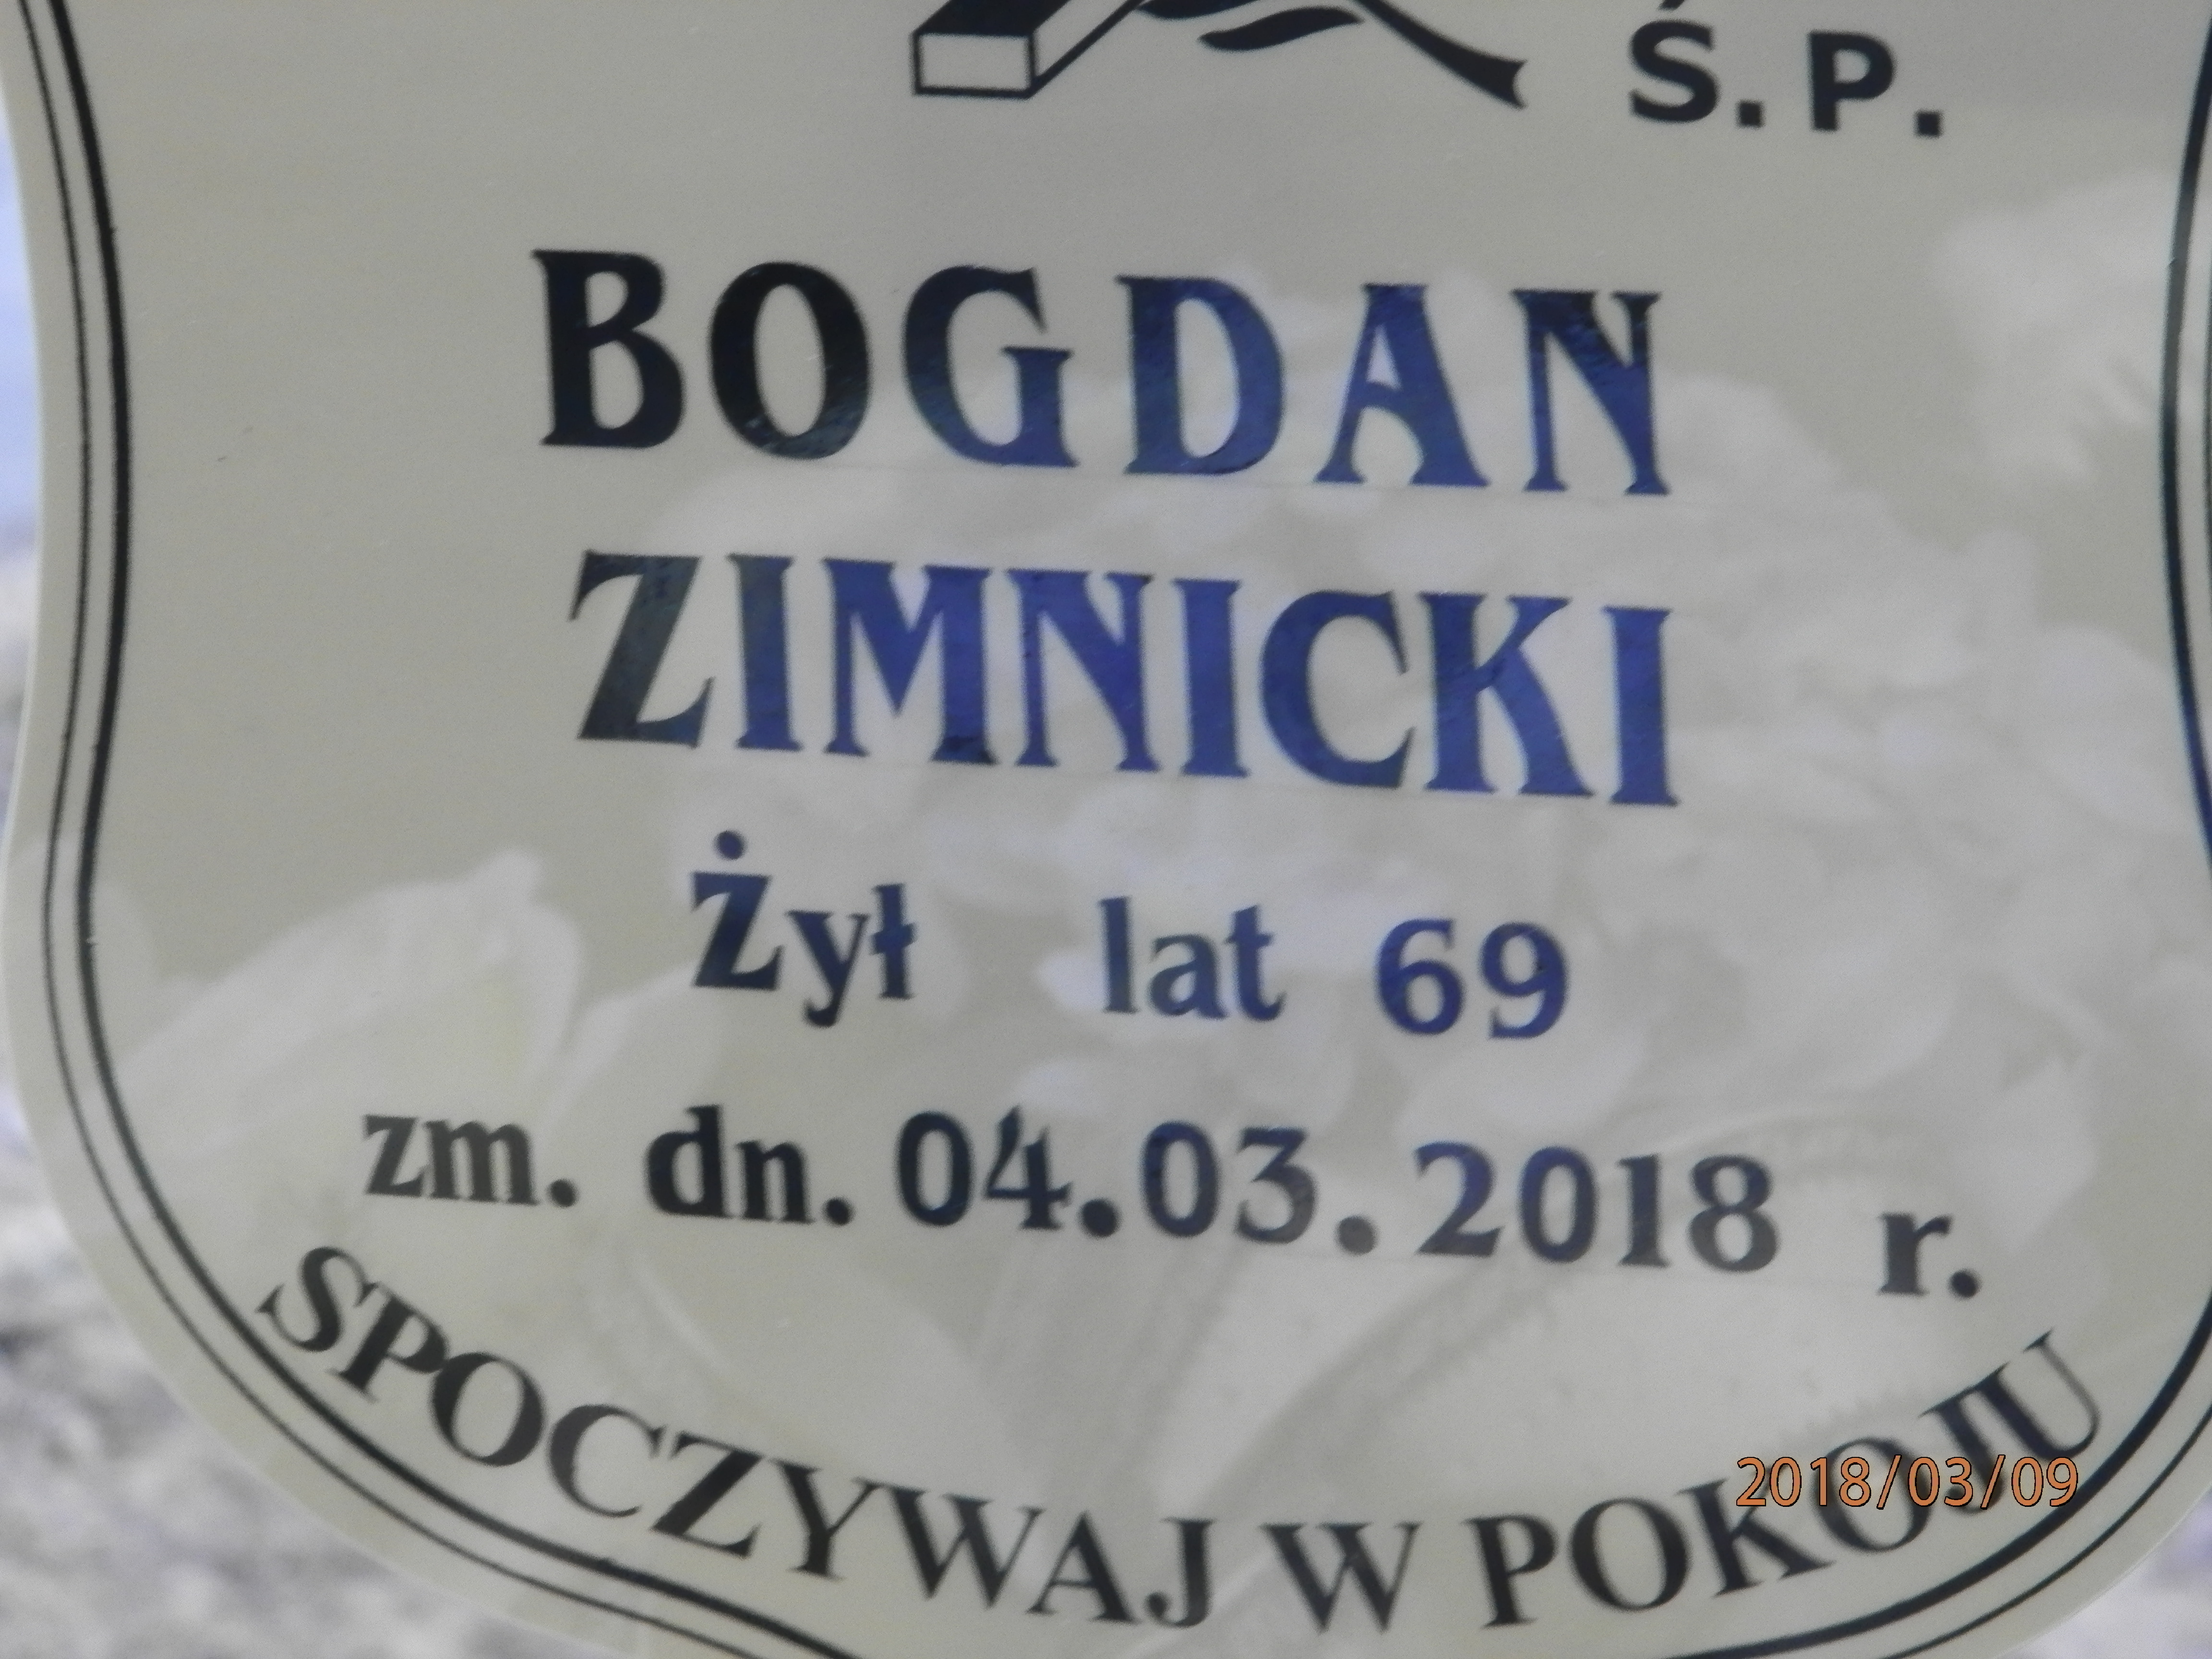 Ś.P.
BOGDAN
ZIMNICKI
Żył lat 69
zm. dn. 04.03.2018 r.
SPOCZYWAJ W POKOJU
2018/03/09